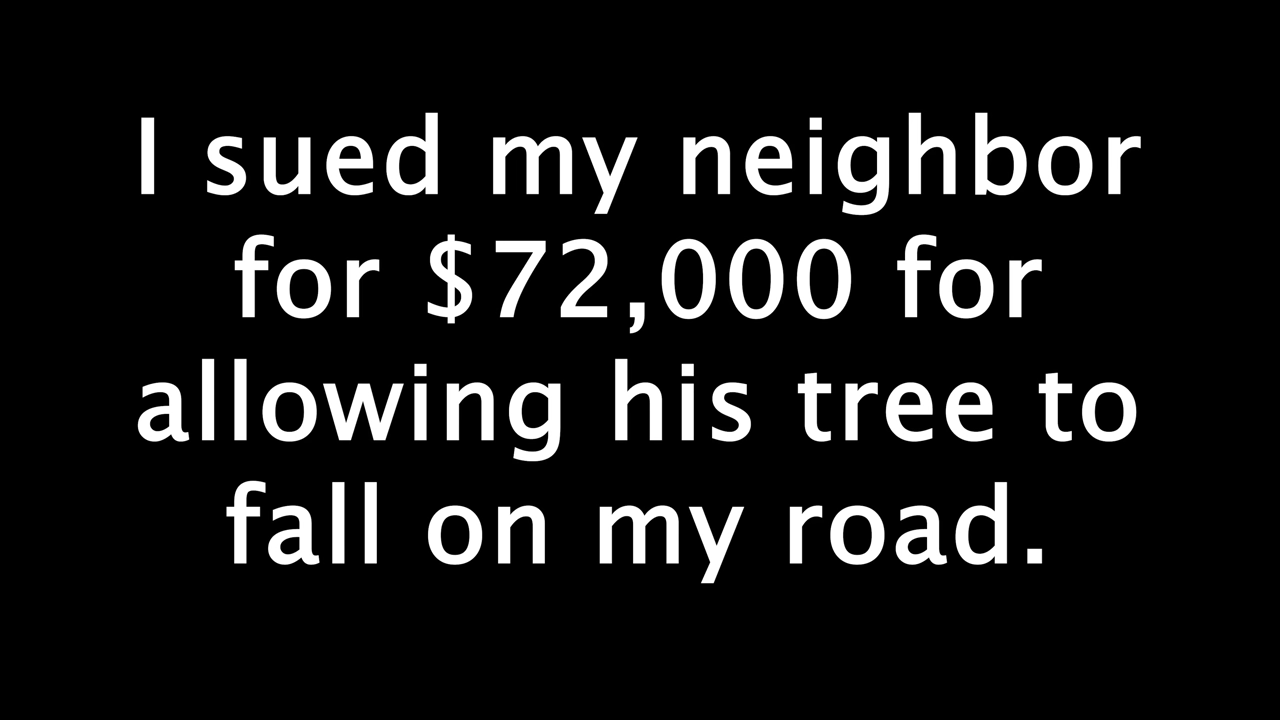 I sued my neighbor
for $72,000 for
allowing his tree to
fall on my road.